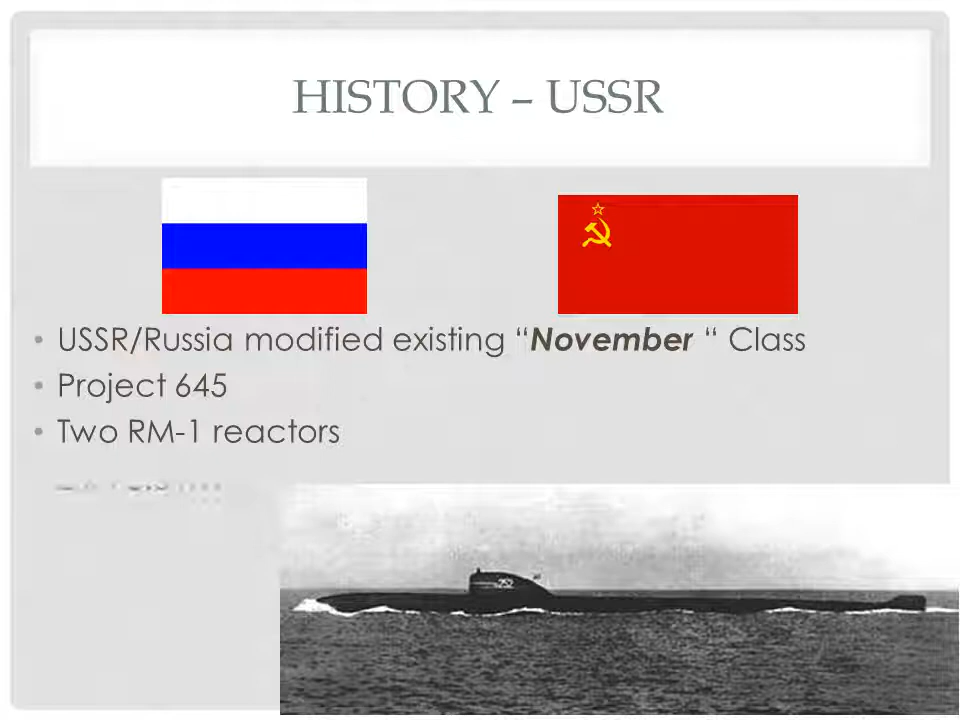 HISTORY – USSR
• USSR/Russia modified existing “November “ Class
• Project 645
• Two RM-1 reactors